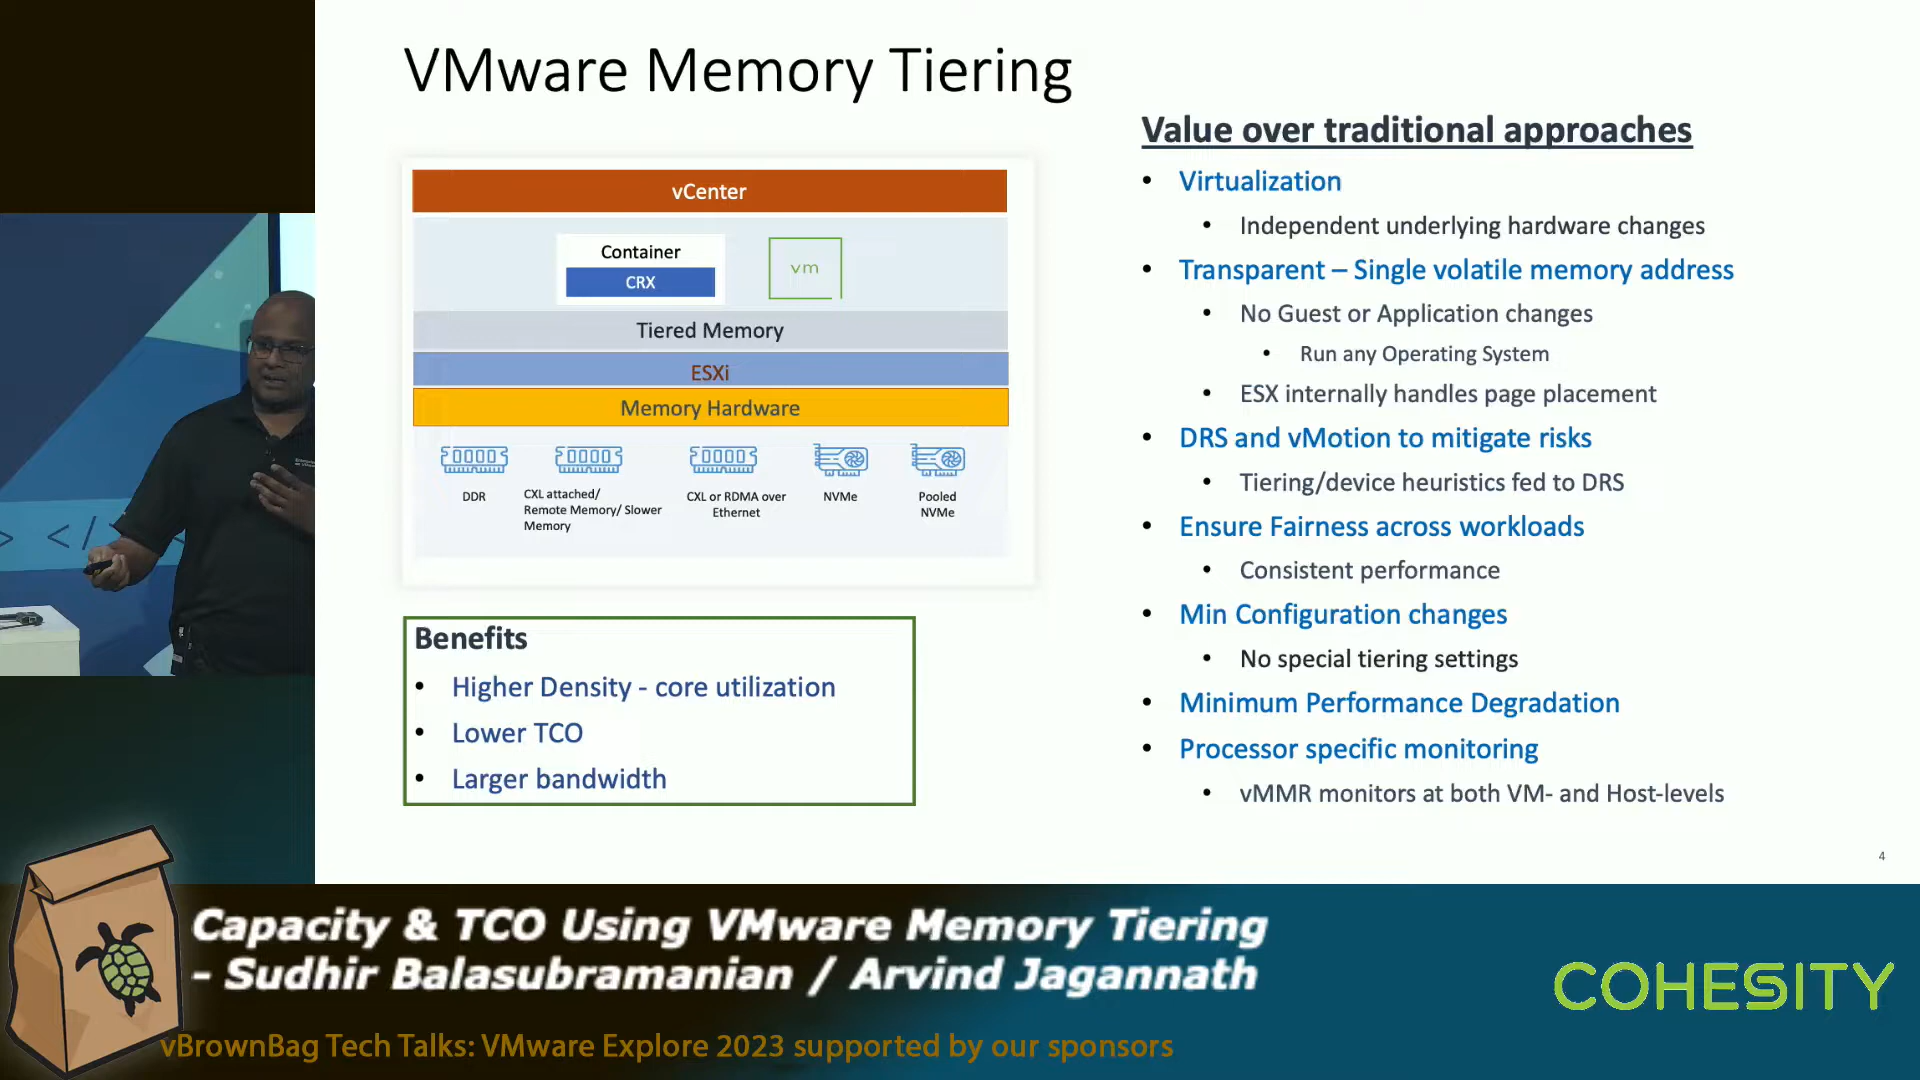 VMware Memory Tiering
vCenter
Container
CRX
vm
Tiered Memory
ESXi
Memory Hardware
DDR
CXL attached/
Remote Memory/ Slower
Memory
CXL or RDMA over
Ethernet
NVMe
Pooled
NVMe
Benefits
• Higher Density - core utilization
• Lower TCO
• Larger bandwidth
Value over traditional approaches
• Virtualization
• Independent underlying hardware changes
• Transparent – Single volatile memory address
• No Guest or Application changes
• Run any Operating System
• ESX internally handles page placement
• DRS and vMotion to mitigate risks
• Tiering/device heuristics fed to DRS
• Ensure Fairness across workloads
• Consistent performance
• Min Configuration changes
• No special tiering settings
• Minimum Performance Degradation
• Processor specific monitoring
• vMMR monitors at both VM- and Host-levels
4
Capacity & TCO Using VMware Memory Tiering
- Sudhir Balasubramanian / Arvind Jagannath
COHESITY
vBrownBag Tech Talks: VMware Explore 2023 supported by our sponsors